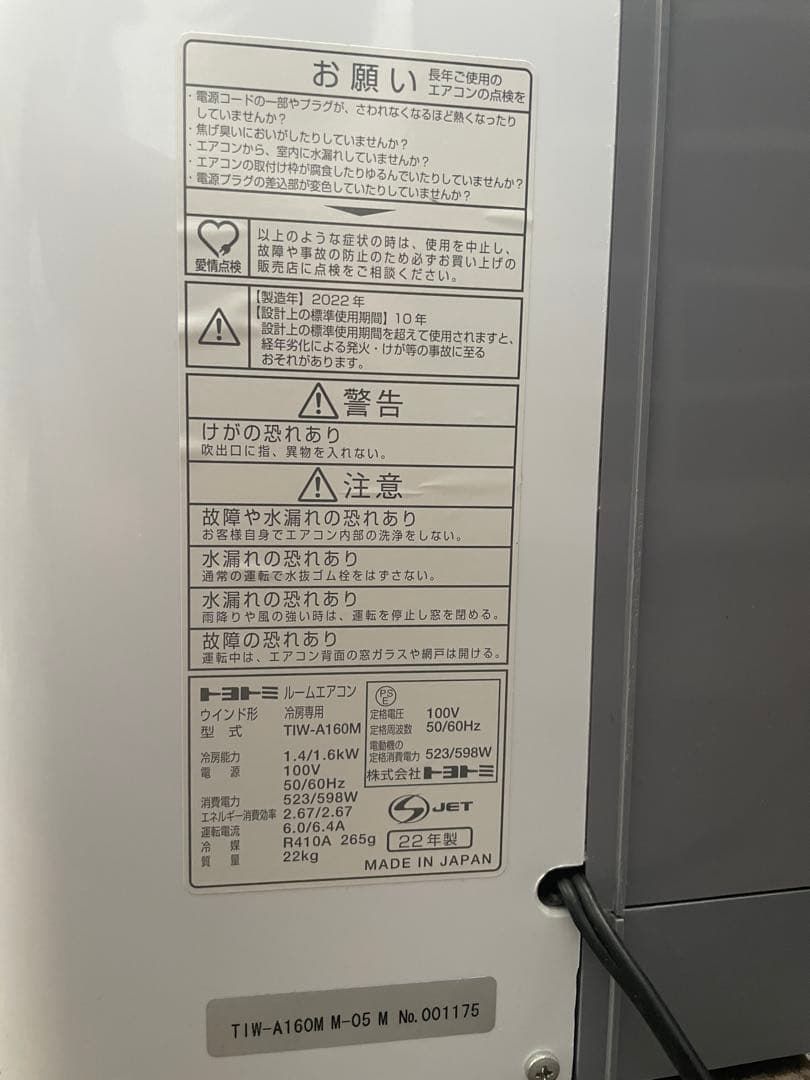 お願い 長年ご使用の
エアコンの点検を
・電源コードの一部やプラグが、さわれなくなるほど熱くなったり
していませんか?
・焦げ臭いにおいがしたりしていませんか?
・エアコンから、室内に水漏れしていませんか?
・エアコンの取付け枠が腐食したりゆるんでいたりしていませんか?
・電源プラグの差込部が変色していたりしていませんか?
愛情点検
以上のような症状の時は、使用を中止し、
故障や事故の防止のため必ずお買い上げの
販売店に点検をご相談ください。
【製造年】2022年
【設計上の標準使用期間】10年
設計上の標準使用期間を超えて使用されますと、
経年劣化による発火・けが等の事故に至る
おそれがあります。
警告
けがの恐れあり
吹出口に指、異物を入れない。
注意
故障や水漏れの恐れあり
お客様自身でエアコン内部の洗浄をしない。
水漏れの恐れあり
通常の運転で水抜ゴム栓をはずさない。
水漏れの恐れあり
雨降りや風の強い時は、運転を停止し窓を閉める。
故障の恐れあり
運転中は、エアコン背面の窓ガラスや網戸は開ける。
トヨトミ ルームエアコン
ウインド形 冷房専用
型式 TIW-A160M
冷房能力 1.4/1.6kW
電源 100V
50/60Hz
消費電力 523/598W
エネルギー消費効率 2.67/2.67
運転電流 6.0/6.4A
冷媒 R410A 265g
質量 22kg
PS
E
定格電圧 100V
定格周波数 50/60Hz
電動機の
定格消費電力 523/598W
株式会社トヨトミ
S JET
22年製
MADE IN JAPAN
TIW-A160M M-05 M No.001175